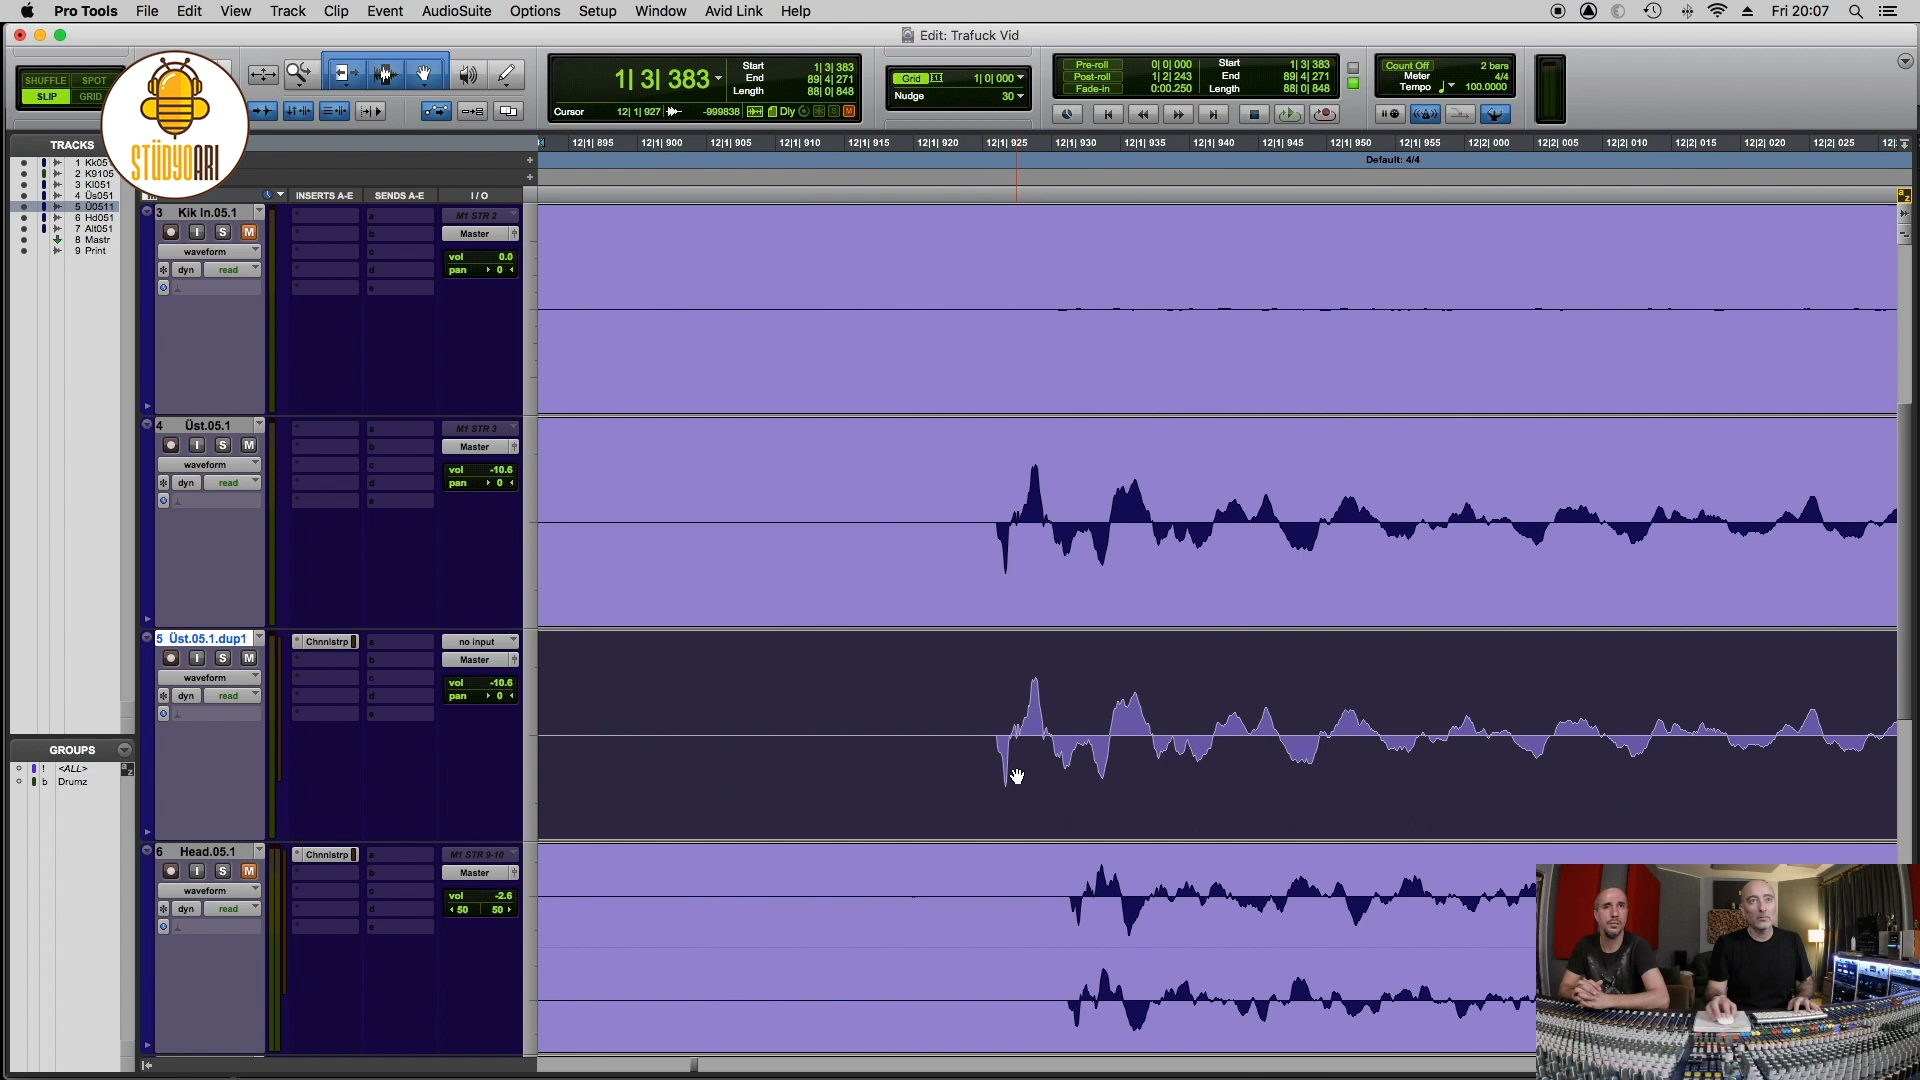 Pro Tools File Edit View Track Clip Event AudioSuite Options Setup Window Avid Link Help Fri 20:07
Edit: Trafuck Vid
SHUFFLE SPOT
SLIP GRID
STÜDYOARI
1| 3| 383
Start 1| 3| 383
End 89| 4| 271
Length 88| 0| 848
Cursor 12| 1| 927 -999838 Dly S M
Grid 1| 0| 000
Nudge 30
Pre-roll 0| 0| 000
Post-roll 1| 2| 243
Fade-in 0:00.250
Start 1| 3| 383
End 89| 4| 271
Length 88| 0| 848
Count Off 2 bars
Meter 4/4
Tempo 100.0000
TRACKS
1 Kk05
2 K9105
3 KI051
4 Üs051
5 Ü0511
6 Hd051
7 Alt051
8 Mastr
9 Print
12|1| 895 12|1| 900 12|1| 905 12|1| 910 12|1| 915 12|1| 920 12|1| 925 12|1| 930 12|1| 935 12|1| 940 12|1| 945 12|1| 950 12|1| 955 12|2| 000 12|2| 005 12|2| 010 12|2| 015 12|2| 020 12|2| 025 12|
Default: 4/4
INSERTS A-E SENDS A-E I / O
3 Kik In.05.1
I S M
waveform
dyn read
a
b
c
d
e
M1 STR 2
Master
vol 0.0
pan 0
4 Üst.05.1
I S M
waveform
dyn read
a
b
c
d
e
M1 STR 3
Master
vol -10.6
pan 0
5 Üst.05.1.dup1
I S M
waveform
dyn read
Chnnlstrp
a
b
c
d
e
no input
Master
vol -10.6
pan 0
6 Head.05.1
I S M
waveform
dyn read
Chnnlstrp
a
b
c
d
e
M1 STR 9-10
Master
vol -2.6
50 50
GROUPS
a z
! <ALL>
b Drumz